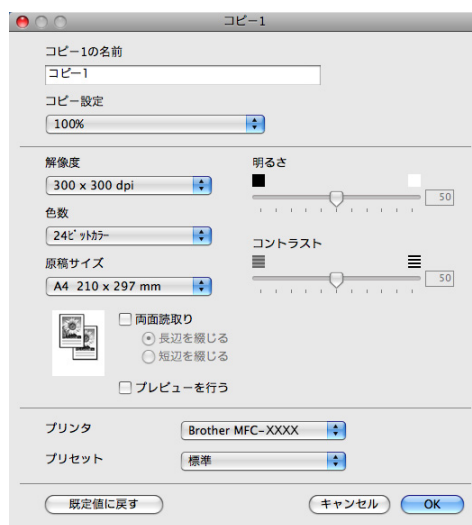 コピー1
コピー1の名前
コピー1
コピー設定
100%
解像度
300 x 300 dpi
明るさ
50
色数
24ﾋﾞｯﾄｶﾗｰ
コントラスト
50
原稿サイズ
A4 210 x 297 mm
両面読取り
長辺を綴じる
短辺を綴じる
プレビューを行う
プリンタ
Brother MFC-XXXX
プリセット
標準
既定値に戻す
キャンセル
OK